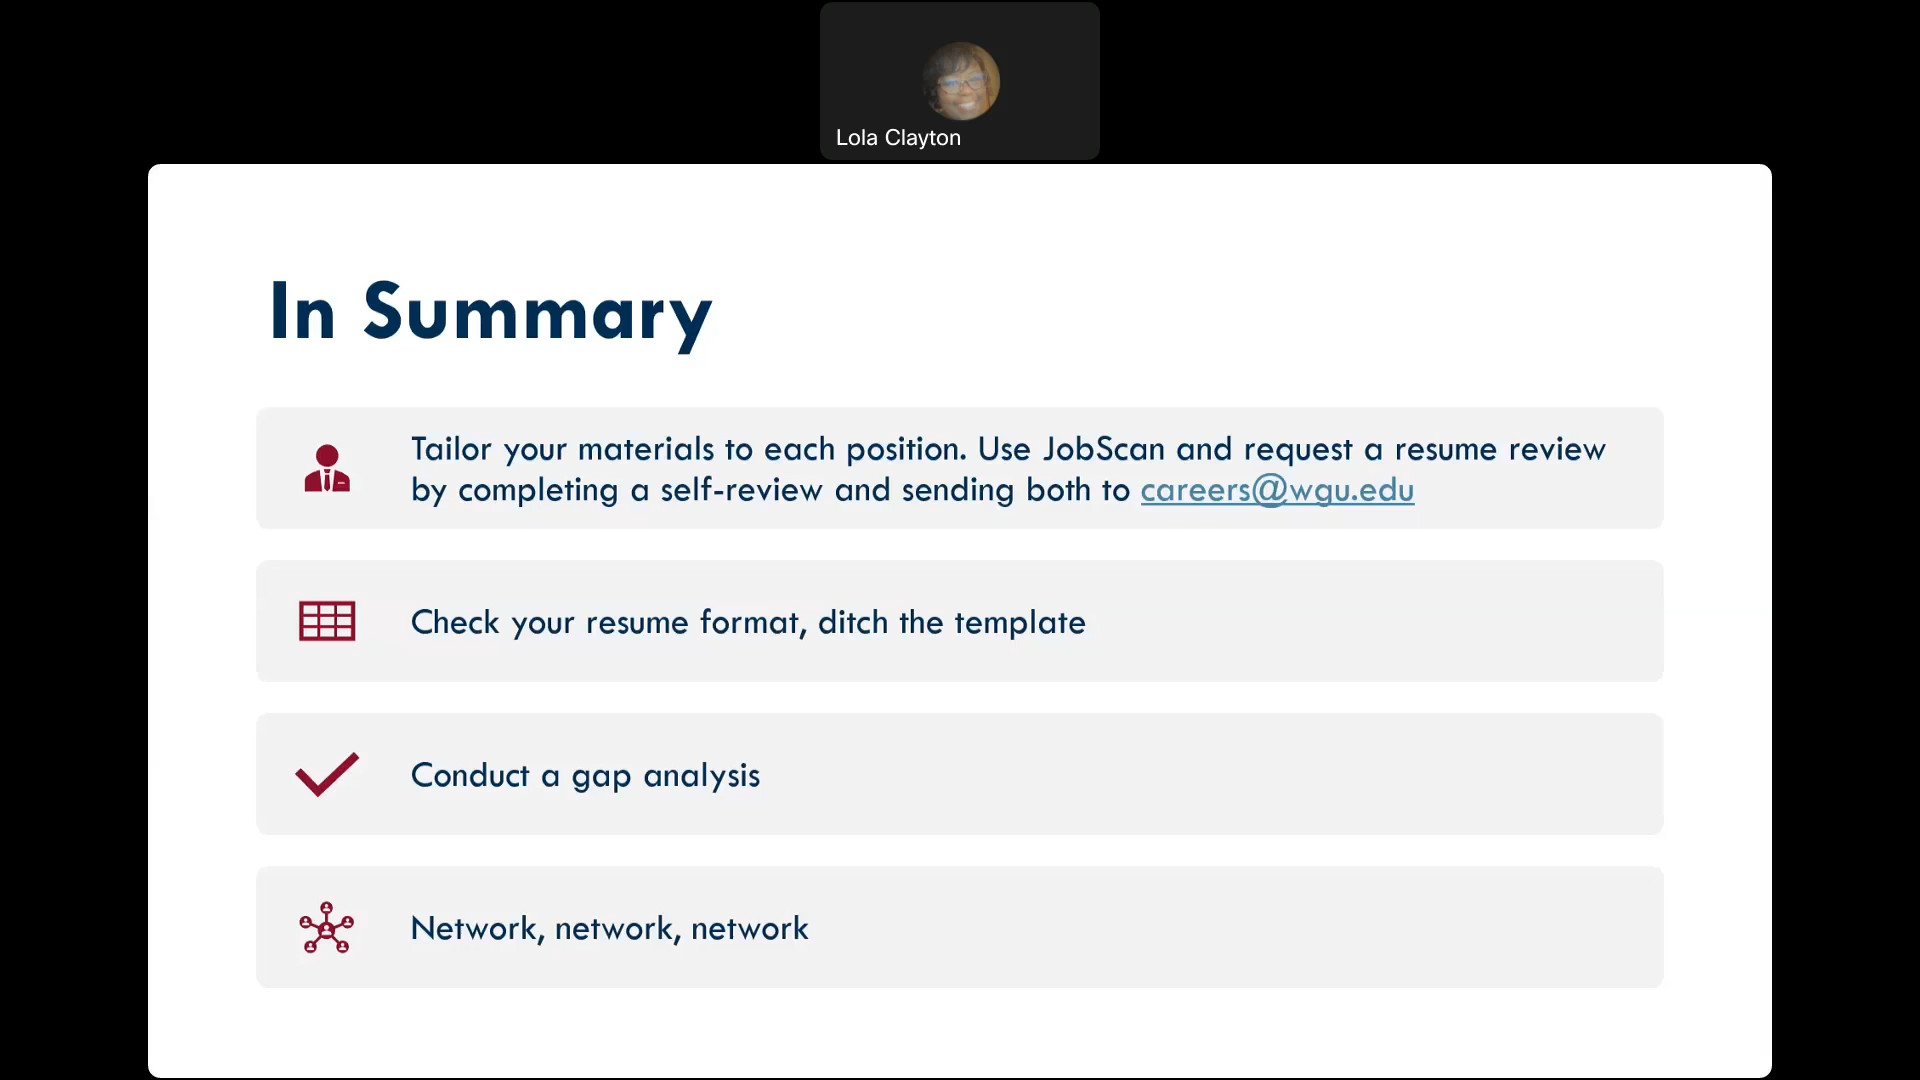 Lola Clayton
In Summary
Tailor your materials to each position. Use JobScan and request a resume review
by completing a self-review and sending both to careers@wgu.edu
Check your resume format, ditch the template
Conduct a gap analysis
Network, network, network